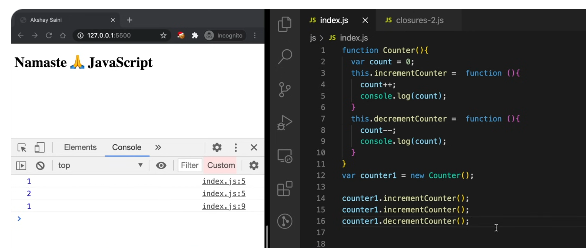 Akshay Saini
127.0.0.1:5500
Incognito
Namaste 🙏 JavaScript
Elements Console »
top Filter Custom
1 index.js:5
2 index.js:5
1 index.js:9
>
JS index.js × JS closures-2.js
js > JS index.js
1 function Counter(){
2 var count = 0;
3 this.incrementCounter = function (){
4 count++;
5 console.log(count);
6 }
7 this.decrementCounter = function (){
8 count--;
9 console.log(count);
10 }
11 }
12 var counter1 = new Counter();
13
14 counter1.incrementCounter();
15 counter1.incrementCounter();
16 counter1.decrementCounter();
17
18